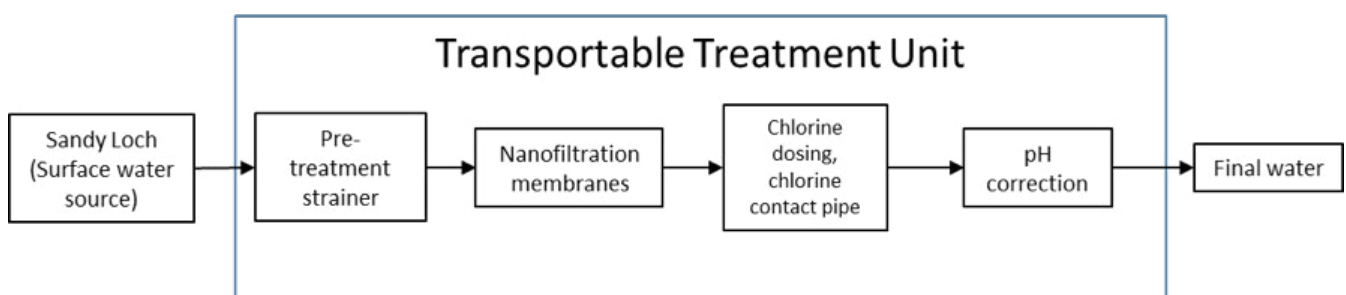 Transportable Treatment Unit
Sandy Loch
(Surface water
source)
Pre-
treatment
strainer
Nanofiltration
membranes
Chlorine
dosing,
chlorine
contact pipe
pH
correction
Final water